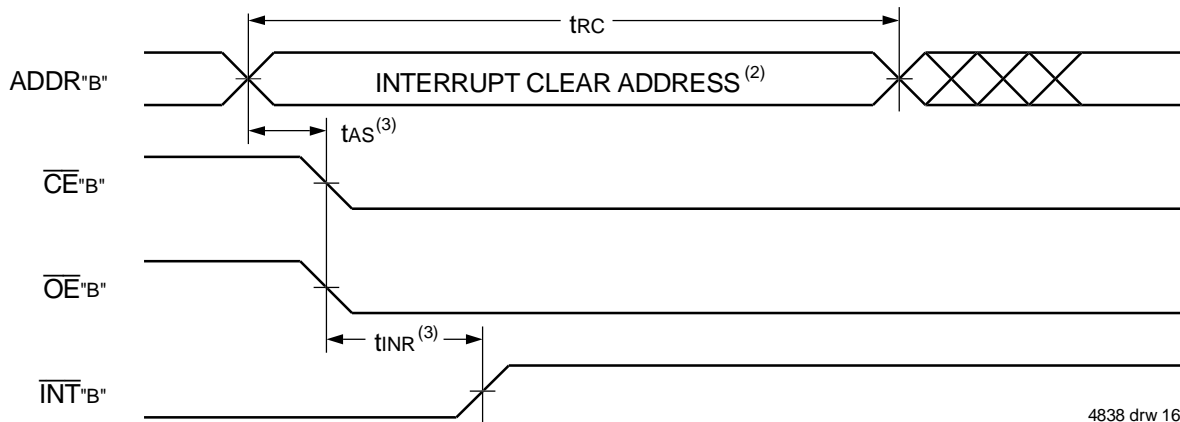 tRC
ADDR"B"
INTERRUPT CLEAR ADDRESS (2)
tAS(3)
CE"B"
OE"B"
tINR(3)
INT"B"
4838 drw 16